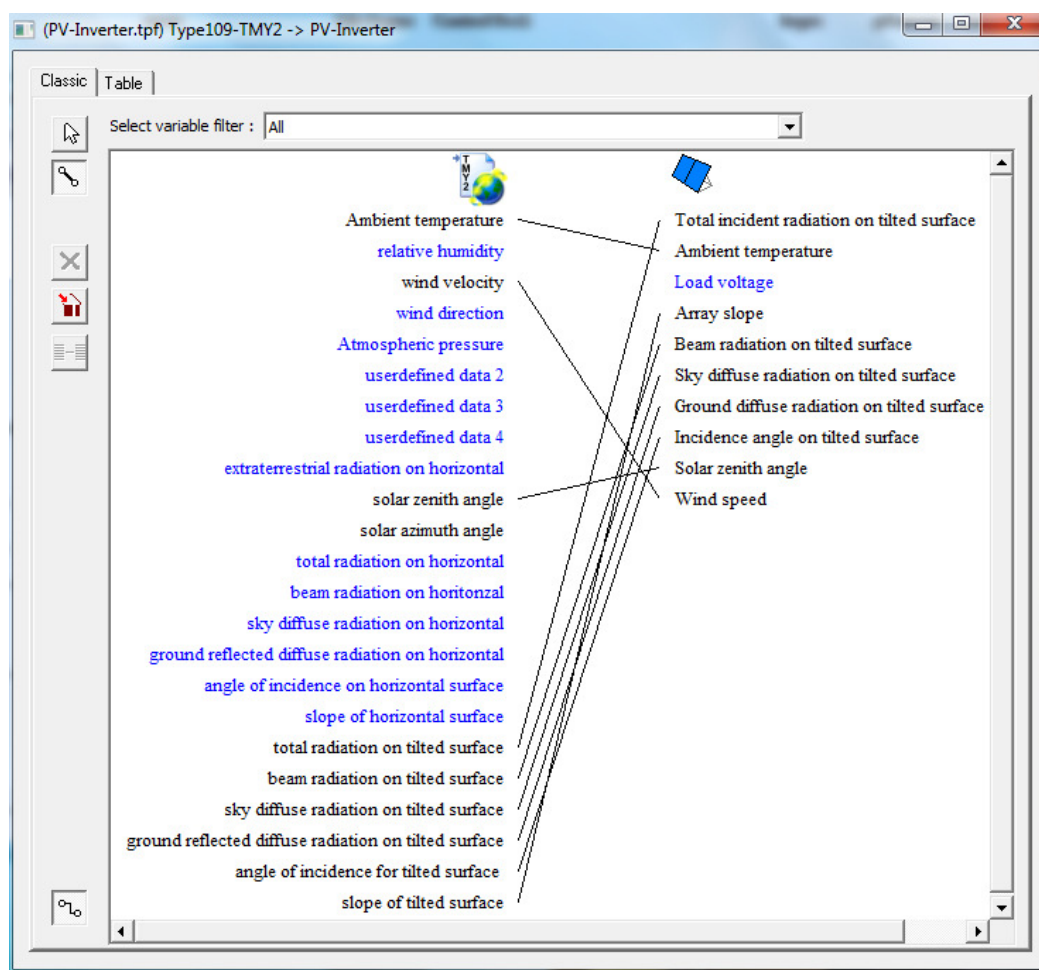 (PV-Inverter.tpf) Type109-TMY2 -> PV-Inverter
Classic
Table
Select variable filter : All
TMY2
Ambient temperature
relative humidity
wind velocity
wind direction
Atmospheric pressure
userdefined data 2
userdefined data 3
userdefined data 4
extraterrestrial radiation on horizontal
solar zenith angle
solar azimuth angle
total radiation on horizontal
beam radiation on horitonzal
sky diffuse radiation on horizontal
ground reflected diffuse radiation on horizontal
angle of incidence on horizontal surface
slope of horizontal surface
total radiation on tilted surface
beam radiation on tilted surface
sky diffuse radiation on tilted surface
ground reflected diffuse radiation on tilted surface
angle of incidence for tilted surface
slope of tilted surface
Total incident radiation on tilted surface
Ambient temperature
Load voltage
Array slope
Beam radiation on tilted surface
Sky diffuse radiation on tilted surface
Ground diffuse radiation on tilted surface
Incidence angle on tilted surface
Solar zenith angle
Wind speed